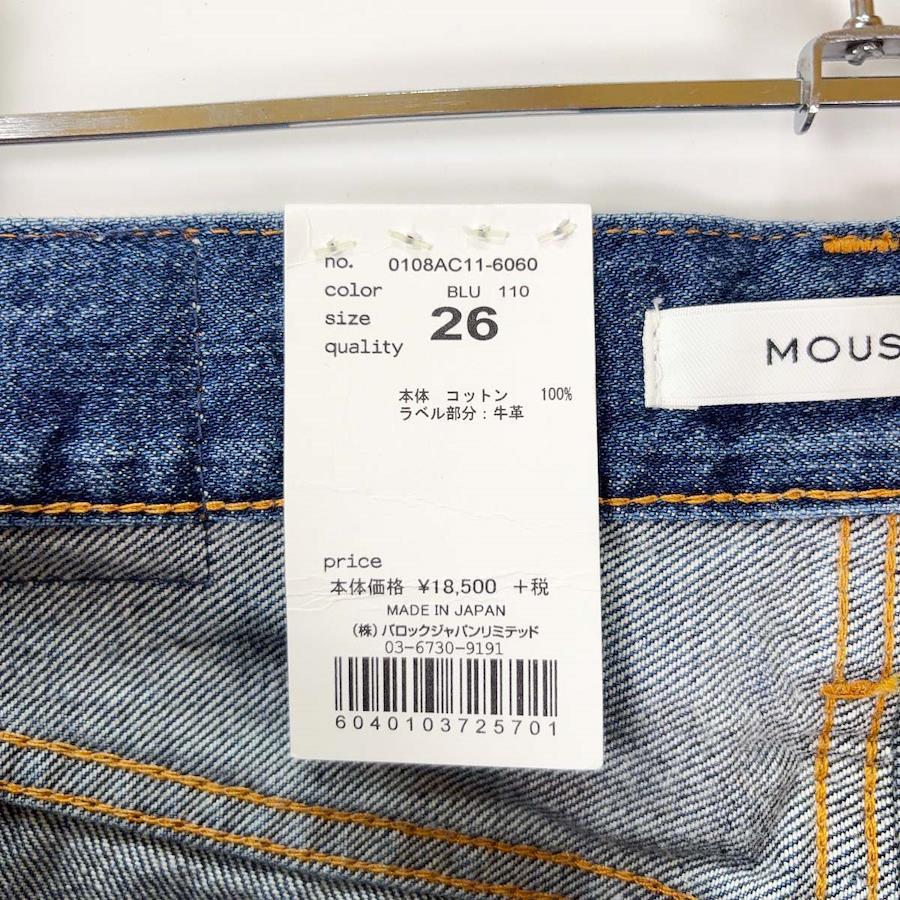 no. 0108AC11-6060
color BLU 110
size 26
quality
本体 コットン 100%
ラベル部分：牛革
price
本体価格 ¥18,500 +税
MADE IN JAPAN
(株)バロックジャパンリミテッド
03-6730-9191
6040103725701
MOUS